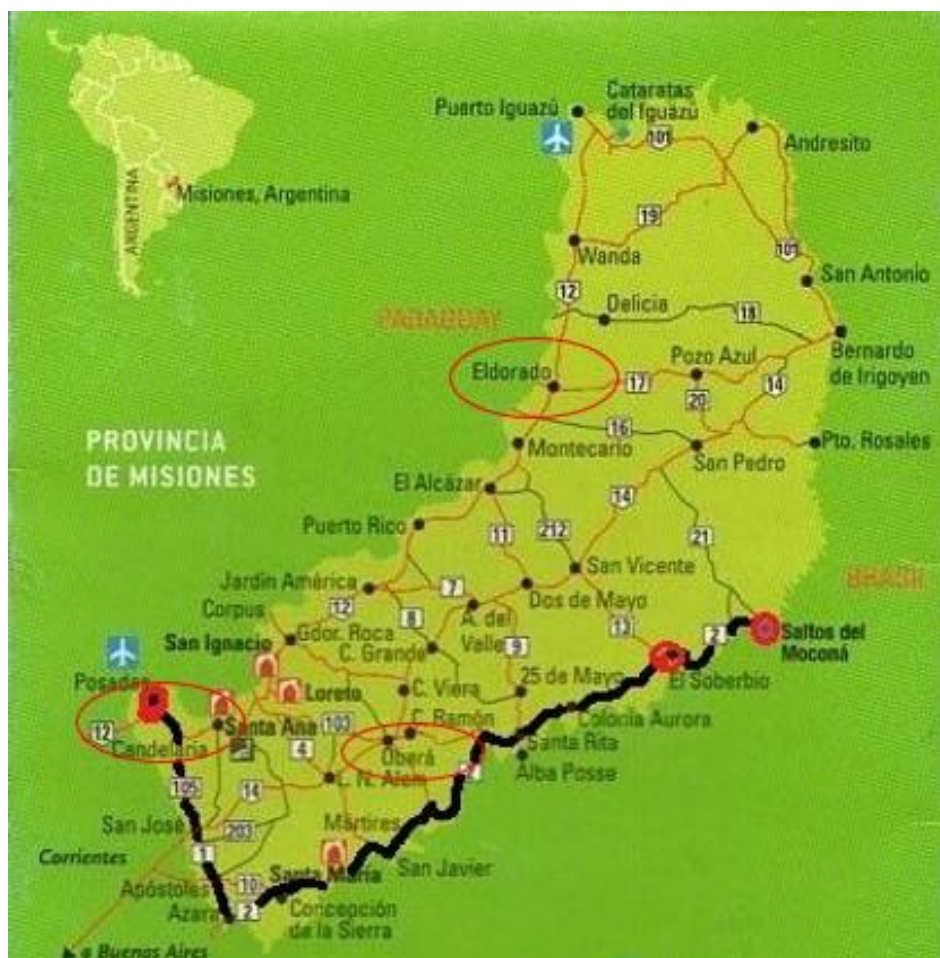 Puerto Iguazú
Cataratas
del Iguazú
101
Andresito
Misiones, Argentina
ARGENTINA
19
Wanda
101
San Antonio
12
Delicia
18
PARAGUAY
Bernardo
de Irigoyen
Pozo Azul
Eldorado
17
14
20
16
PROVINCIA
DE MISIONES
Montecarlo
San Pedro
Pto. Rosales
El Alcázar
14
Puerto Rico
11
212
21
San Vicente
BRASIL
Jardín América
7
Dos de Mayo
Corpus
12
A. del
Valle
8
13
2
Saltos del
Moconá
San Ignacio
Gdor. Roca
C. Grande
9
El Soberbio
Posadas
Loreto
C. Viera
25 de Mayo
Santa Ana
103
C. Ramón
Colonia Aurora
12
Candelaria
4
Oberá
Santa Rita
Alba Posse
L. N. Alem
105
14
San José
203
Mártires
Corrientes
1
San Javier
Santa María
Apóstoles
10
Azara
2
Concepción
de la Sierra
a Buenos Aires